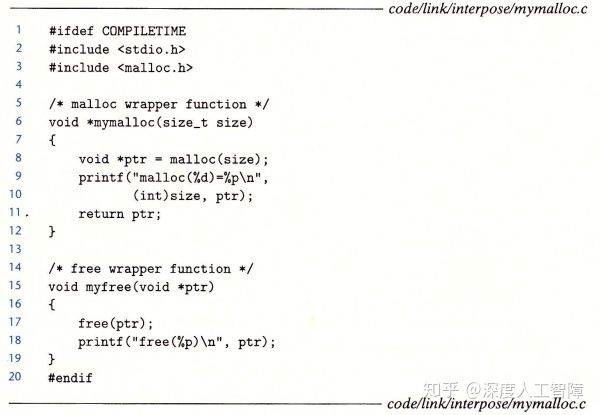 code/link/interpose/mymalloc.c
1 #ifdef COMPILETIME
2 #include <stdio.h>
3 #include <malloc.h>
4
5 /* malloc wrapper function */
6 void *mymalloc(size_t size)
7 {
8     void *ptr = malloc(size);
9     printf("malloc(%d)=%p\n",
10            (int)size, ptr);
11     return ptr;
12 }
13
14 /* free wrapper function */
15 void myfree(void *ptr)
16 {
17     free(ptr);
18     printf("free(%p)\n", ptr);
19 }
20 #endif
知乎 @深度人工智障
code/link/interpose/mymalloc.c